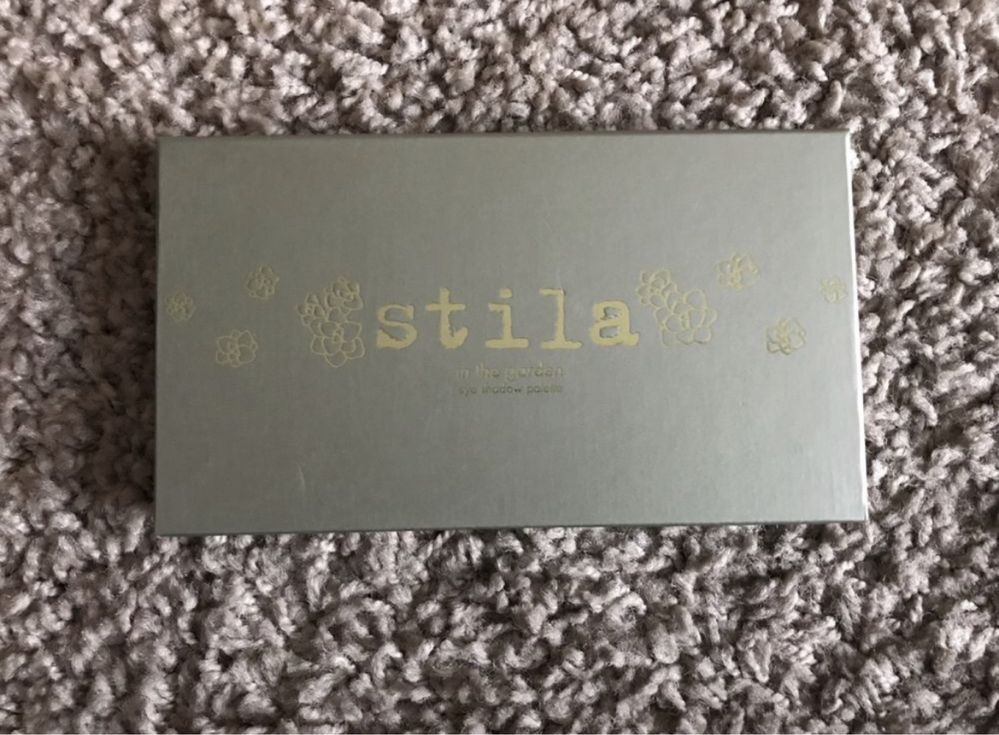 stila
in the garden
eye shadow palette